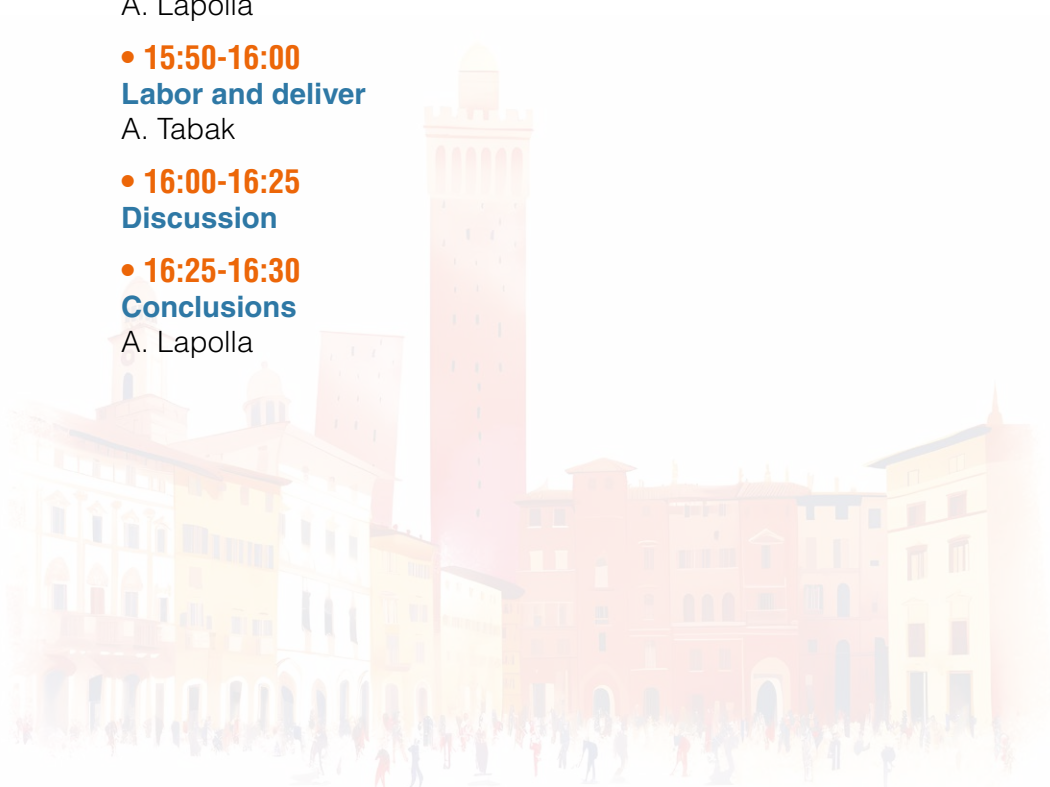 A. Lapolla
• 15:50-16:00
Labor and deliver
A. Tabak
• 16:00-16:25
Discussion
• 16:25-16:30
Conclusions
A. Lapolla